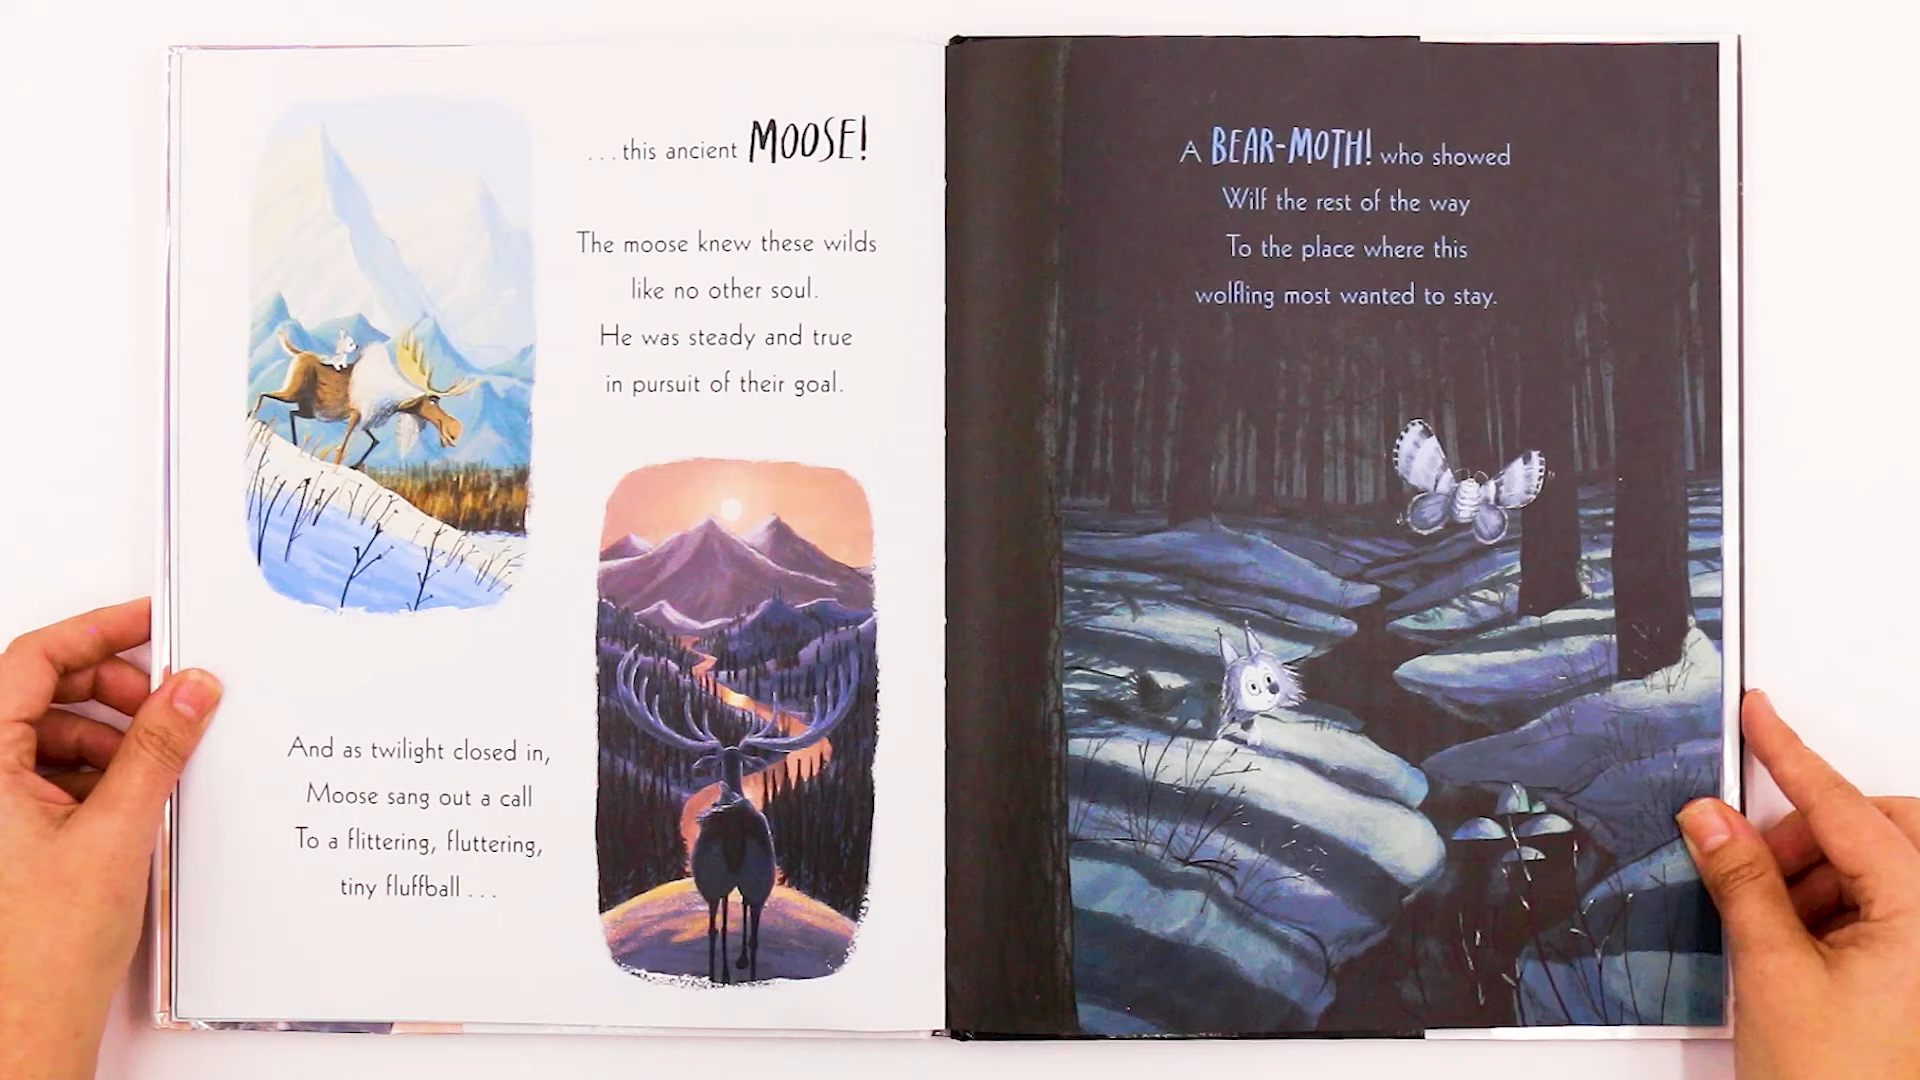 ...this ancient MOOSE!
The moose knew these wilds
like no other soul.
He was steady and true
in pursuit of their goal.
And as twilight closed in,
Moose sang out a call
To a flittering, fluttering,
tiny fluffball...
A BEAR-MOTH! who showed
Wilf the rest of the way
To the place where this
wolfling most wanted to stay.